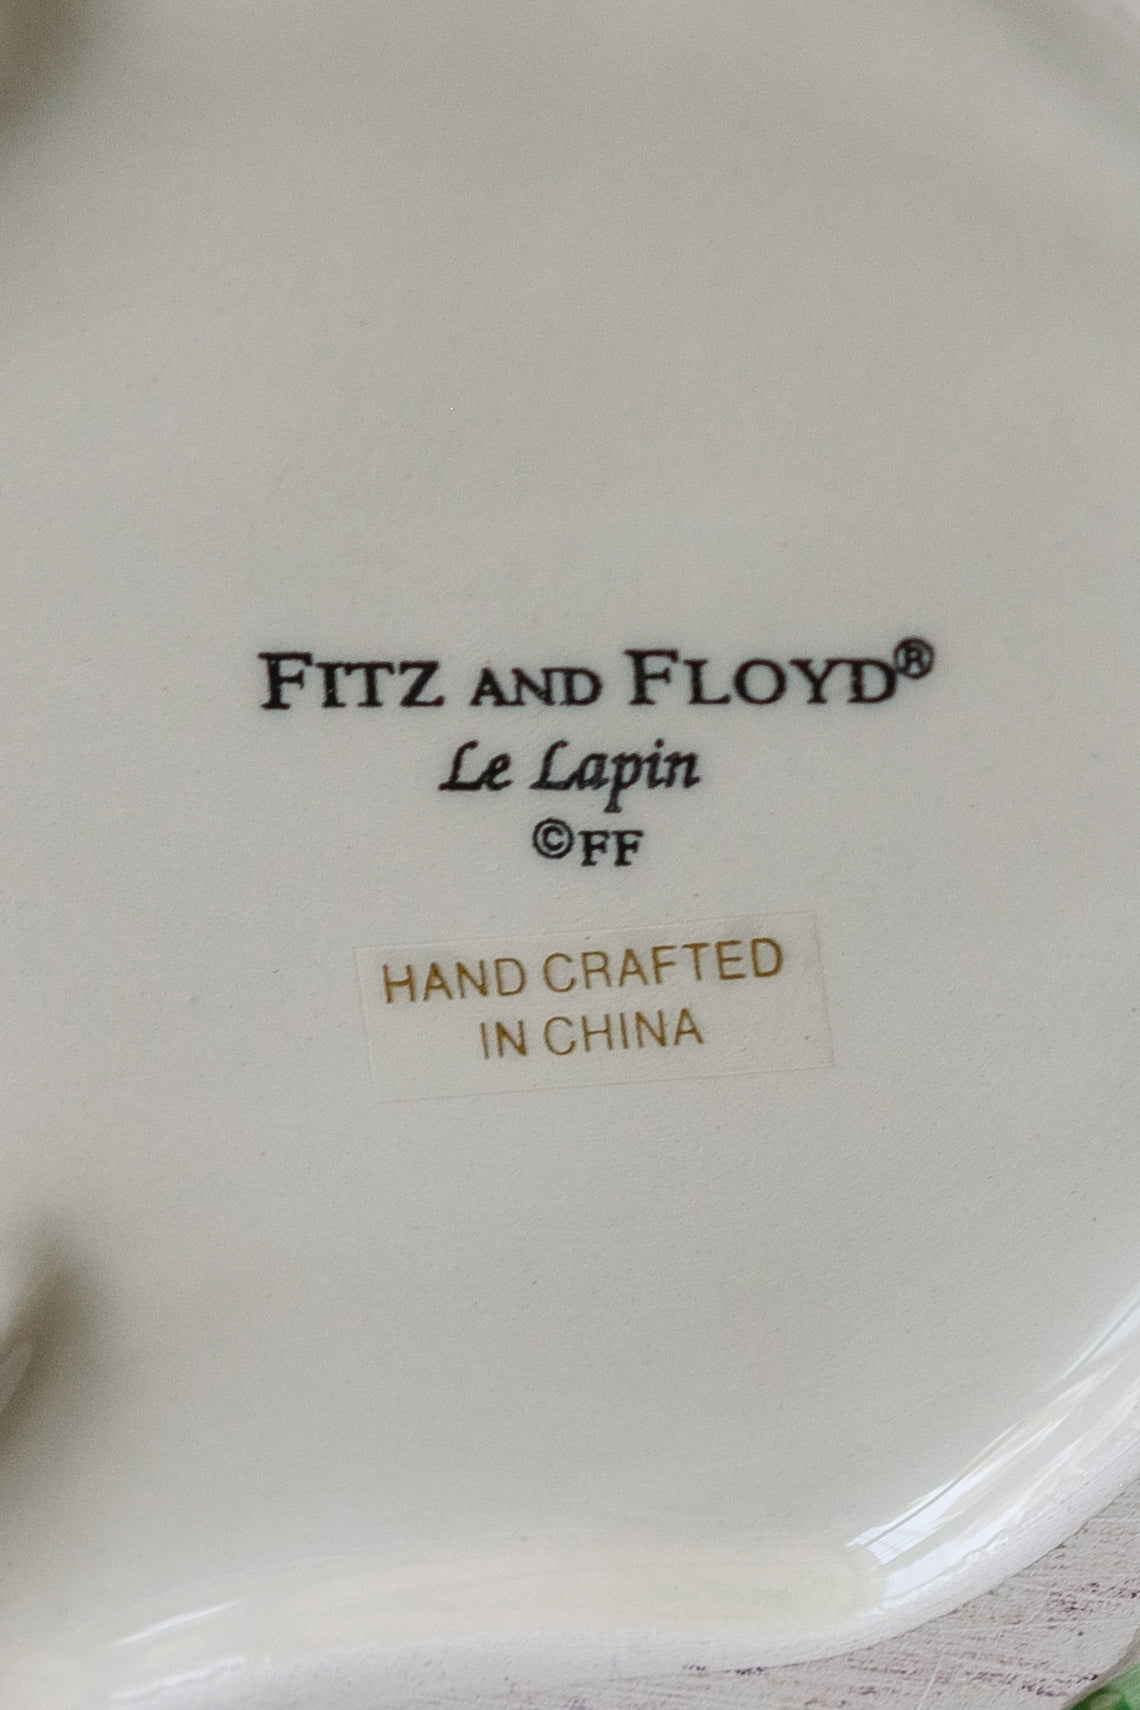 FITZ AND FLOYD®
Le Lapin
©FF
HAND CRAFTED
IN CHINA